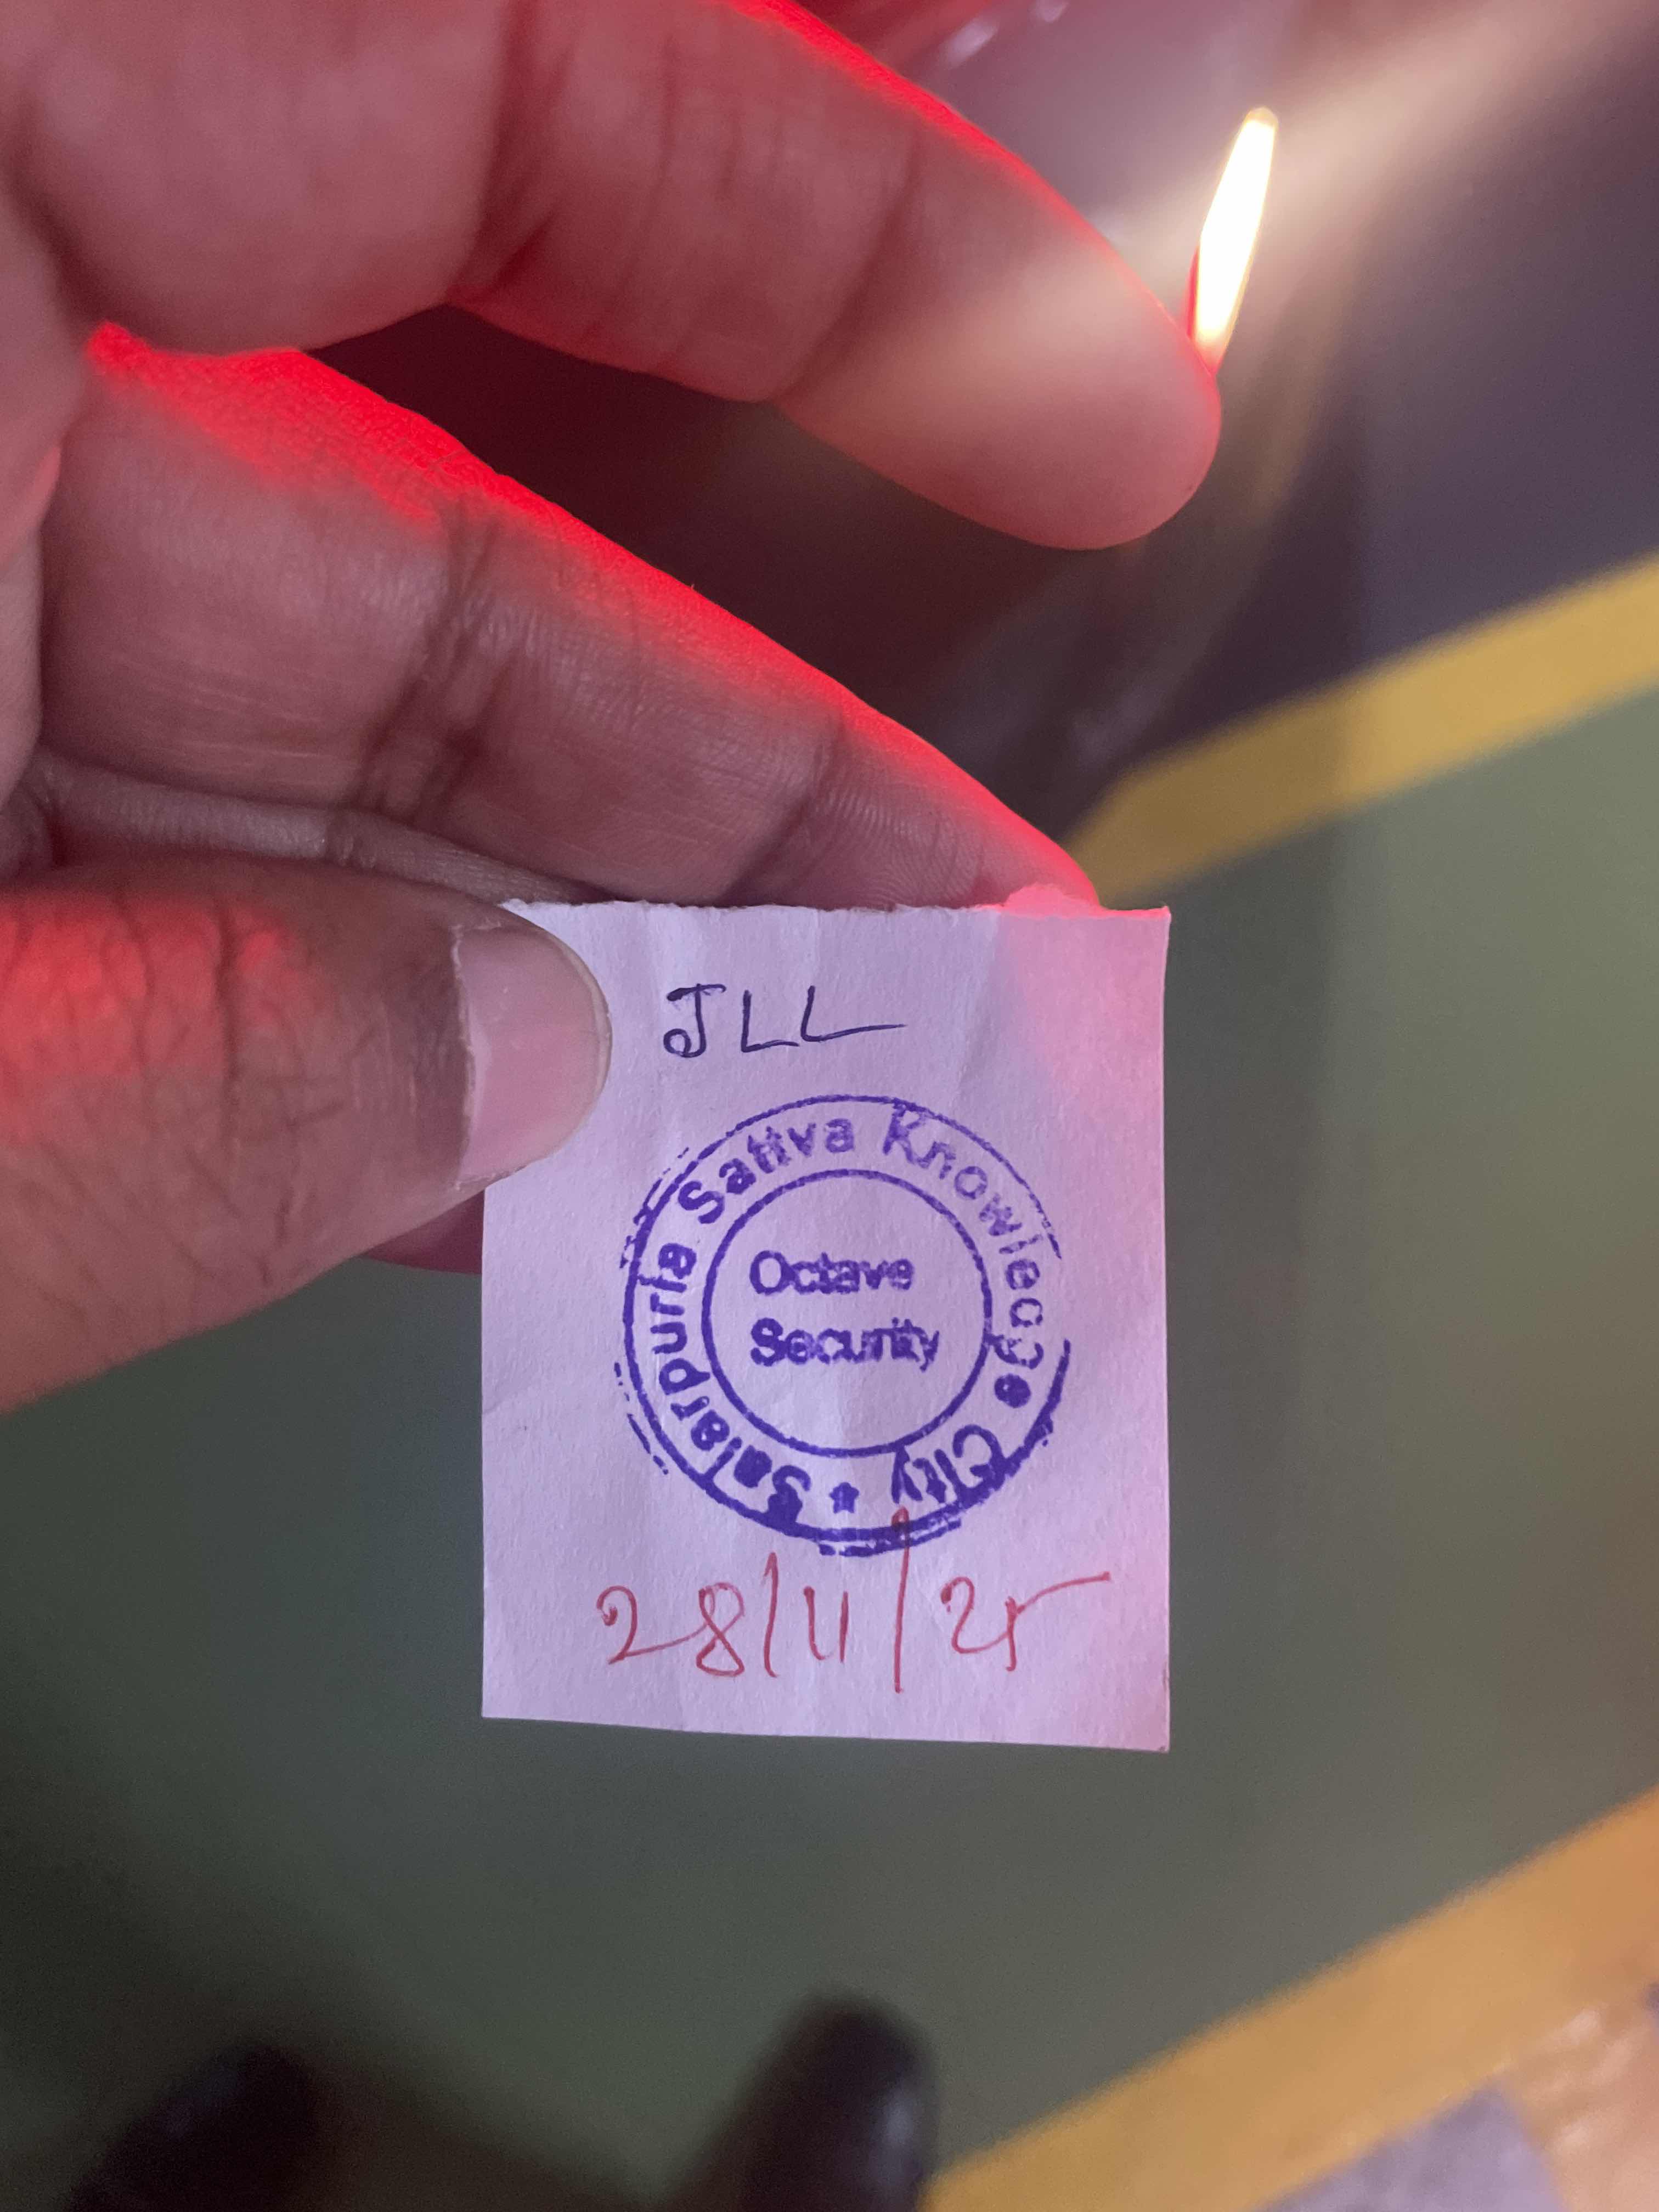 JLL
Salarpuria Sattva Knowledge City *
Octave
Security
28/11/25